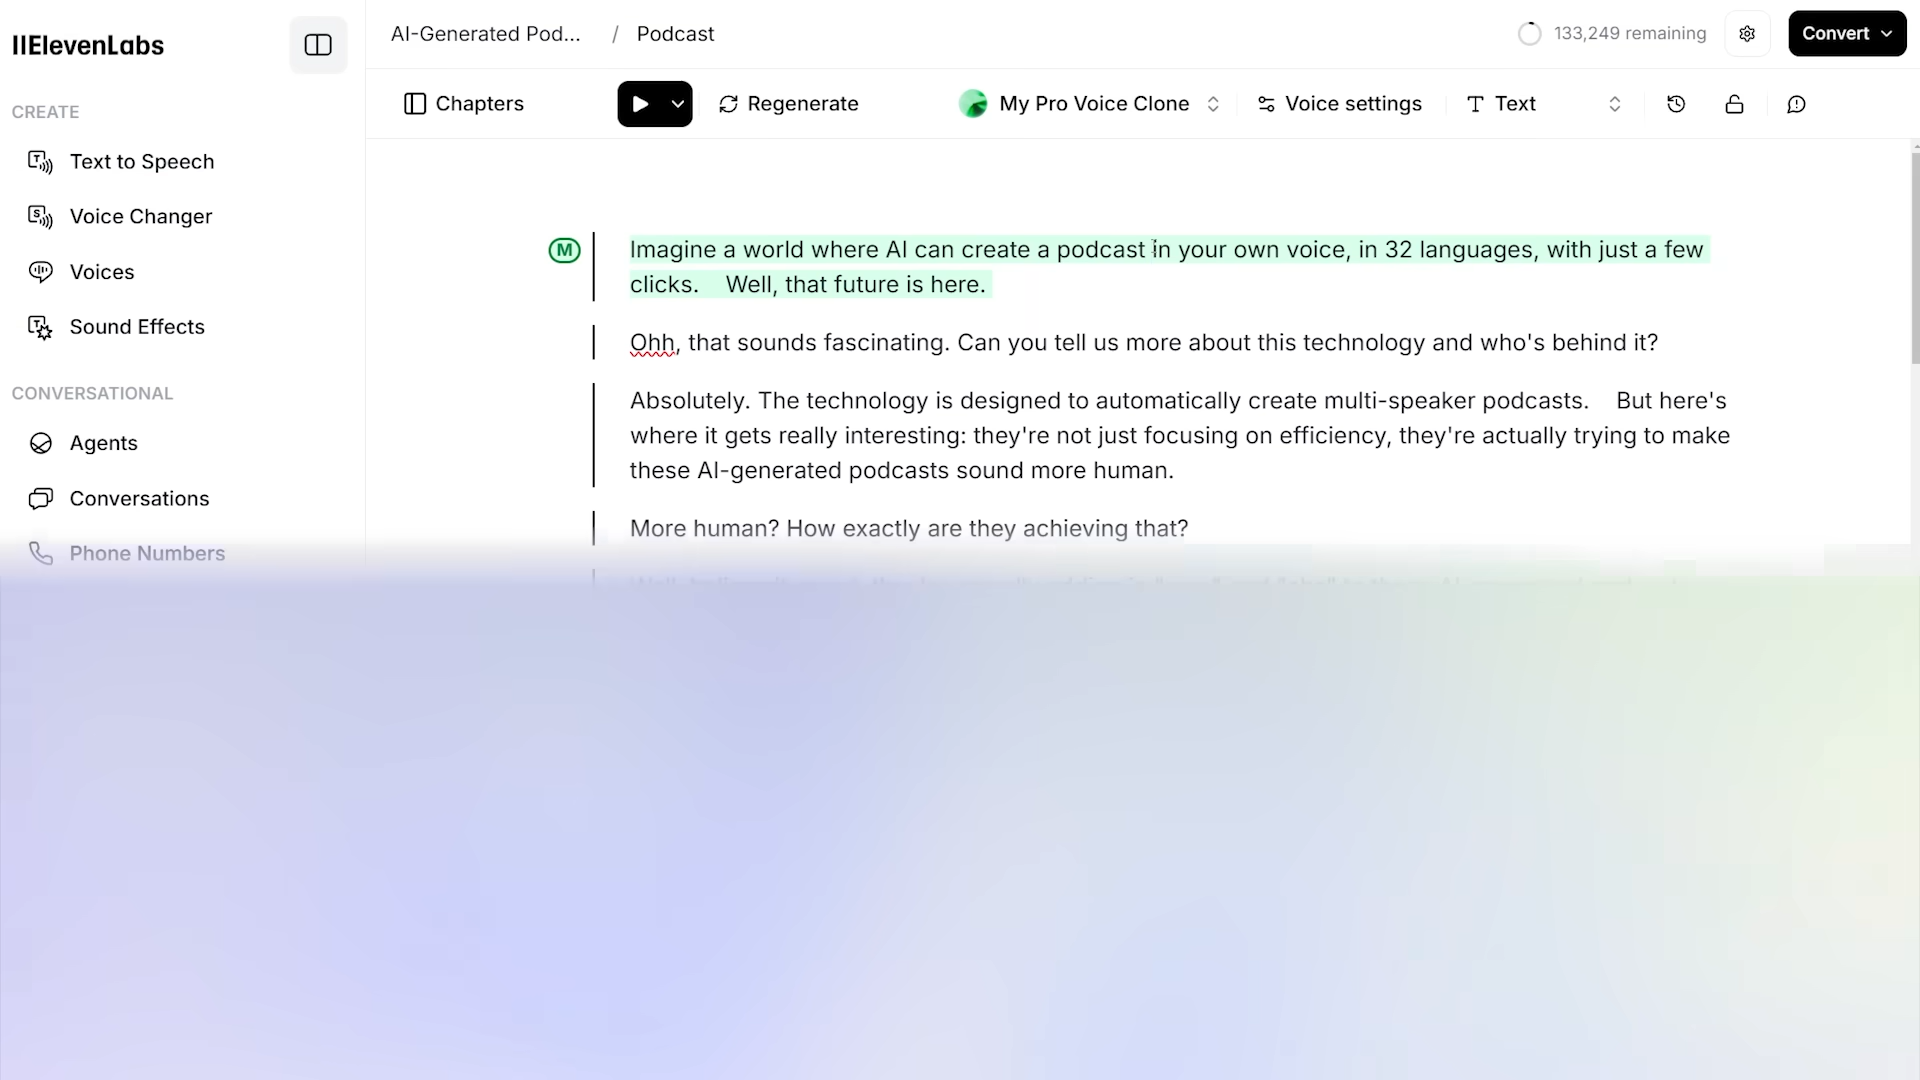 IIElevenLabs
AI-Generated Pod... / Podcast
133,249 remaining
Convert
Chapters
Regenerate
My Pro Voice Clone
Voice settings
Text
CREATE
Text to Speech
Voice Changer
Voices
Sound Effects
CONVERSATIONAL
Agents
Conversations
Phone Numbers
M
Imagine a world where AI can create a podcast in your own voice, in 32 languages, with just a few
clicks. Well, that future is here.
Ohh, that sounds fascinating. Can you tell us more about this technology and who's behind it?
Absolutely. The technology is designed to automatically create multi-speaker podcasts. But here's
where it gets really interesting: they're not just focusing on efficiency, they're actually trying to make
these AI-generated podcasts sound more human.
More human? How exactly are they achieving that?